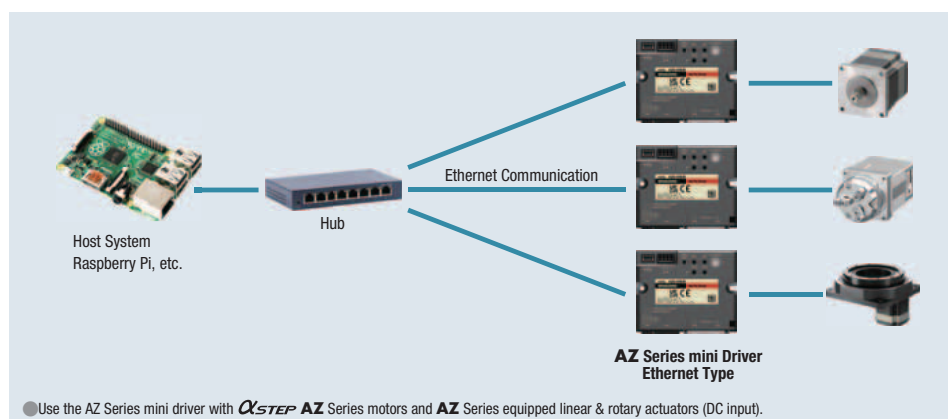 Ethernet Communication
Hub
Host System
Raspberry Pi, etc.
AZ Series mini Driver
Ethernet Type
●Use the AZ Series mini driver with αSTEP AZ Series motors and AZ Series equipped linear & rotary actuators (DC input).